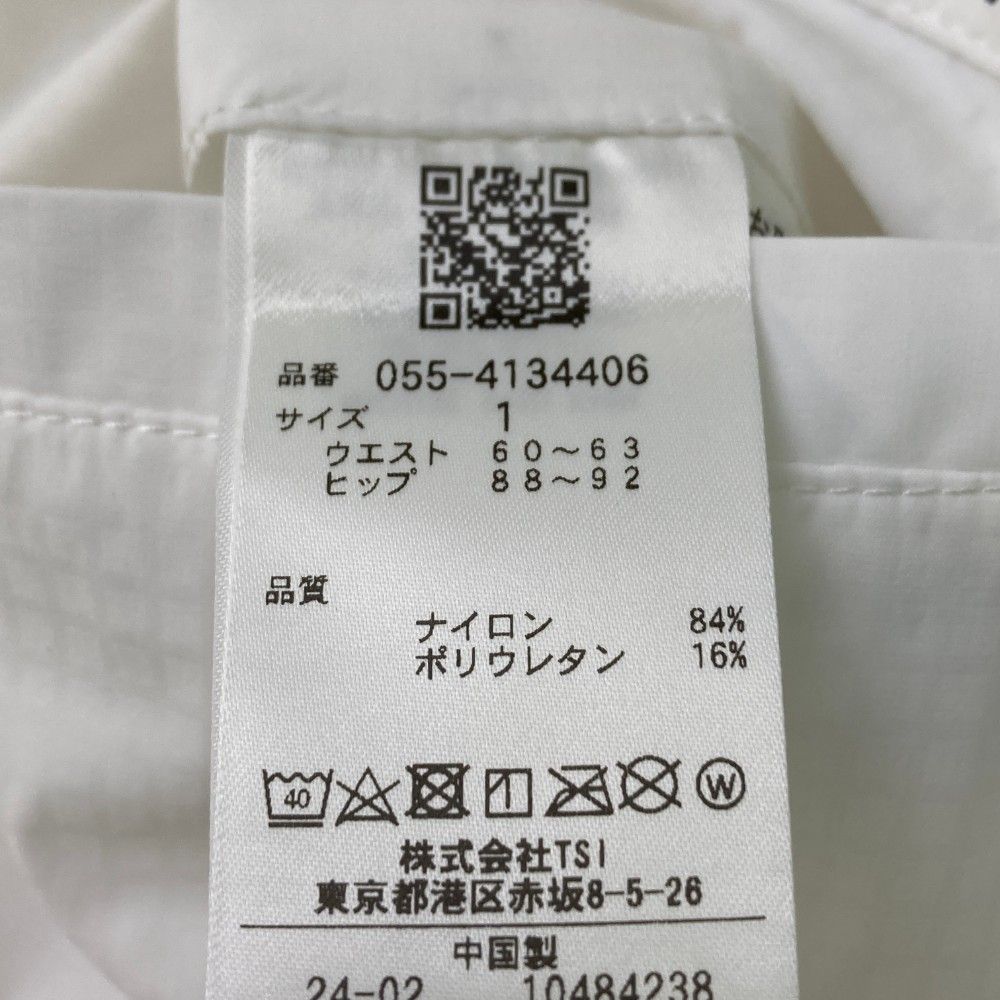 品番 055-4134406
サイズ 1
ウエスト 60～63
ヒップ 88～92
品質
ナイロン 84%
ポリウレタン 16%
40
W
株式会社TSI
東京都港区赤坂8-5-26
中国製
24-02 10484238